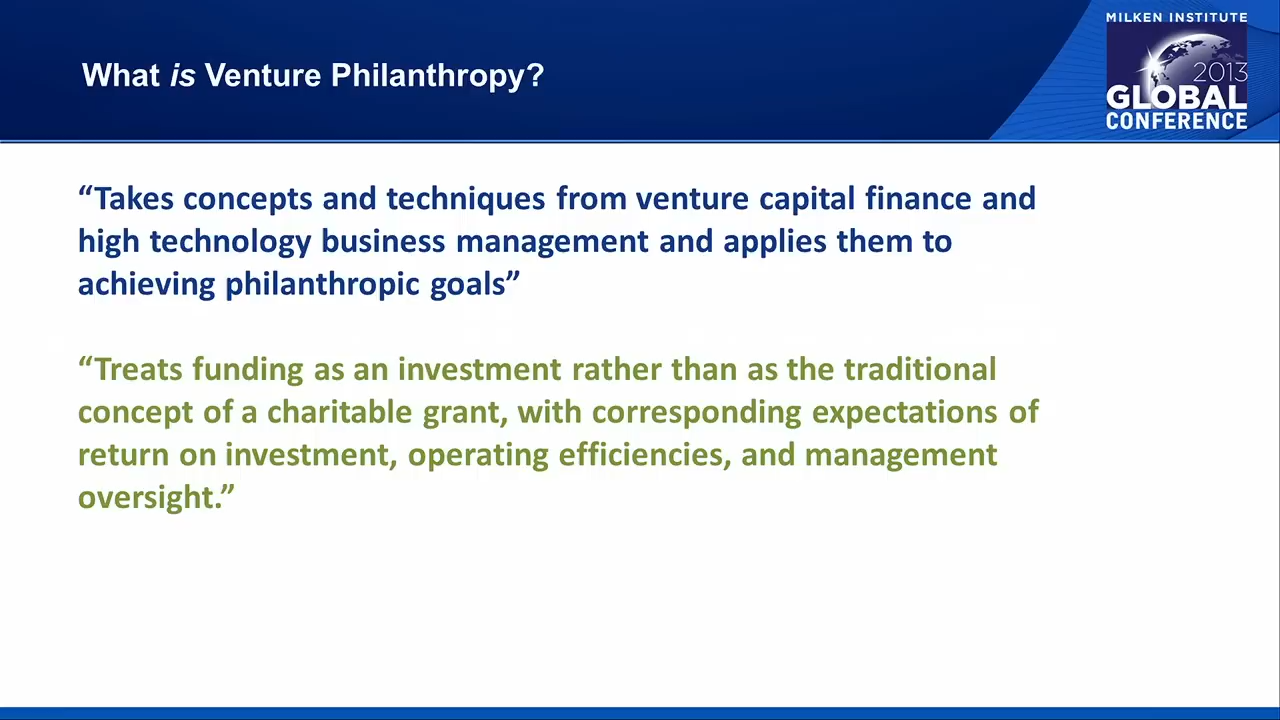 MILKEN INSTITUTE
2013
GLOBAL
CONFERENCE
What is Venture Philanthropy?
“Takes concepts and techniques from venture capital finance and
high technology business management and applies them to
achieving philanthropic goals”
“Treats funding as an investment rather than as the traditional
concept of a charitable grant, with corresponding expectations of
return on investment, operating efficiencies, and management
oversight.”